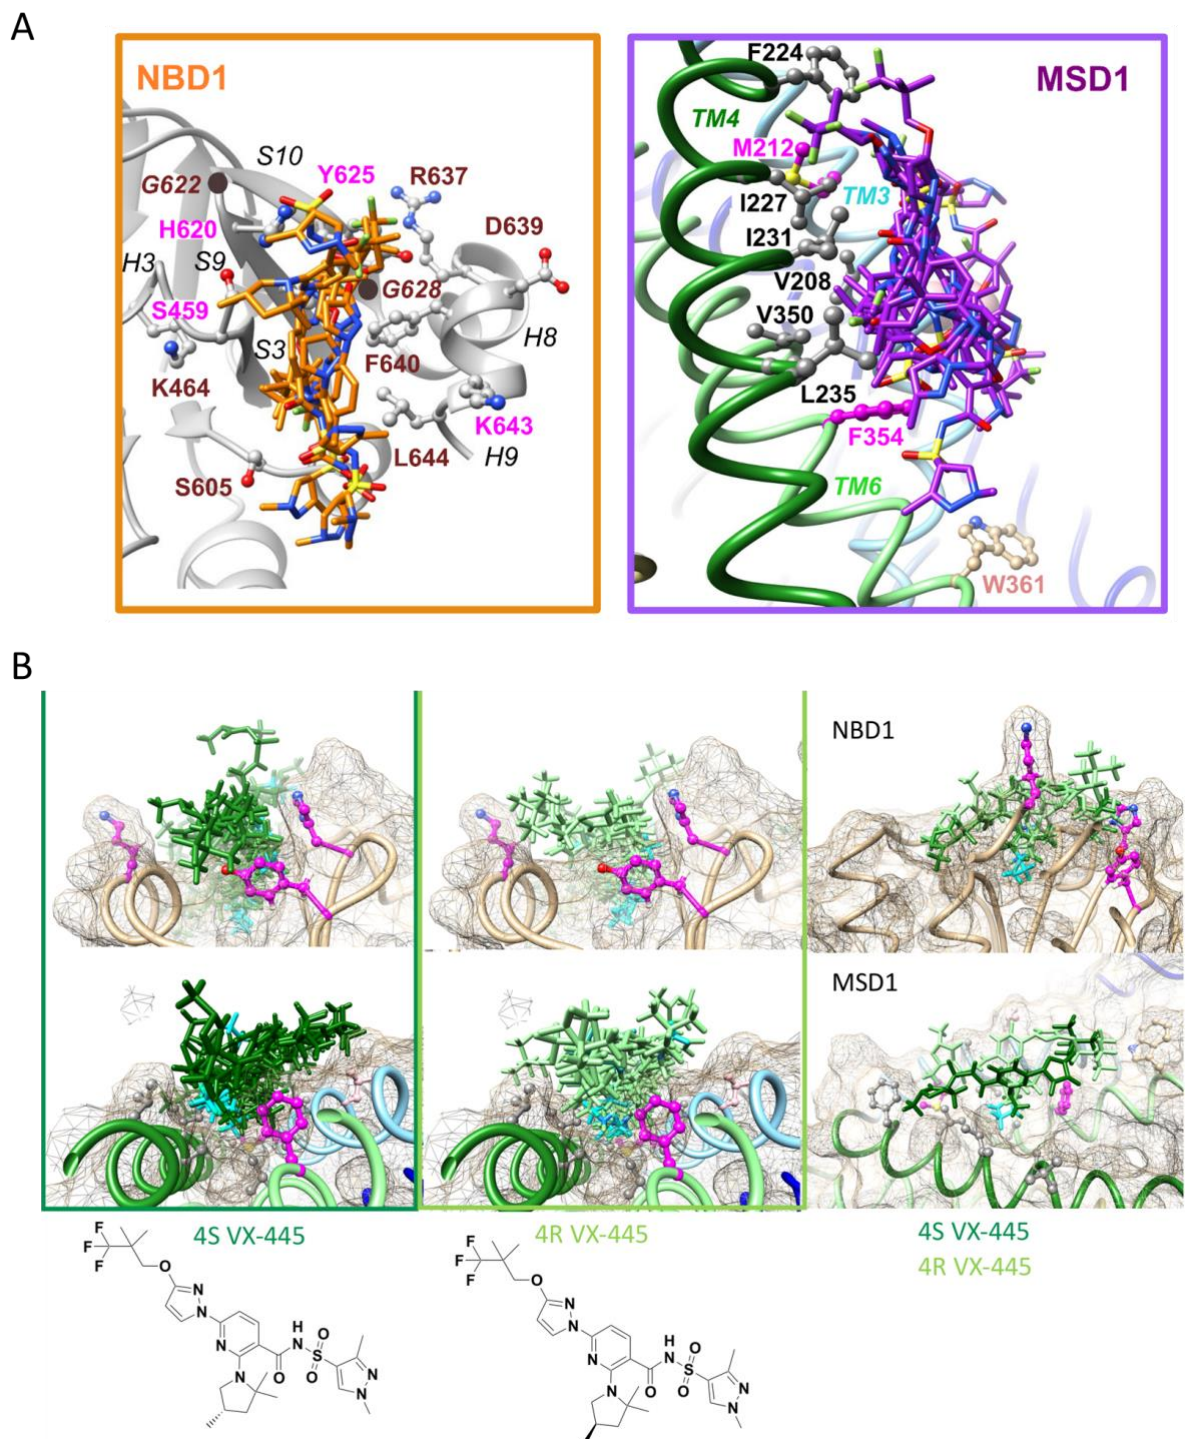 A
NBD1
S10
G622
Y625
R637
H620
D639
H3
S9
G628
S459
S3
H8
F640
K464
K643
L644
H9
S605
F224
MSD1
TM4
M212
TM3
I227
I231
V208
V350
L235
F354
TM6
W361
B
NBD1
MSD1
4S VX-445
4R VX-445
4S VX-445
4R VX-445
F
F
F
O
N
N
N
H
N
O
S
O
O
N
N
N
F
F
F
O
N
N
N
H
N
O
S
O
O
N
N
N